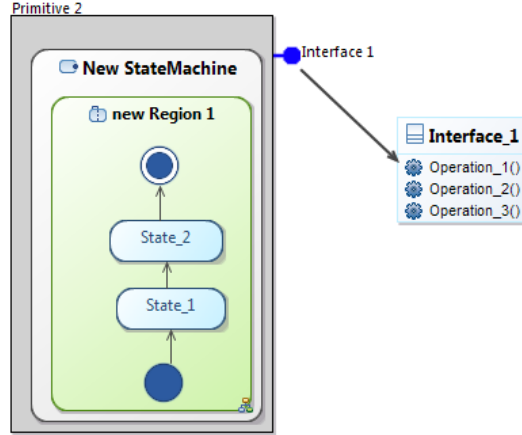 Primitive 2
New StateMachine
new Region 1
State_2
State_1
Interface 1
Interface_1
Operation_1()
Operation_2()
Operation_3()